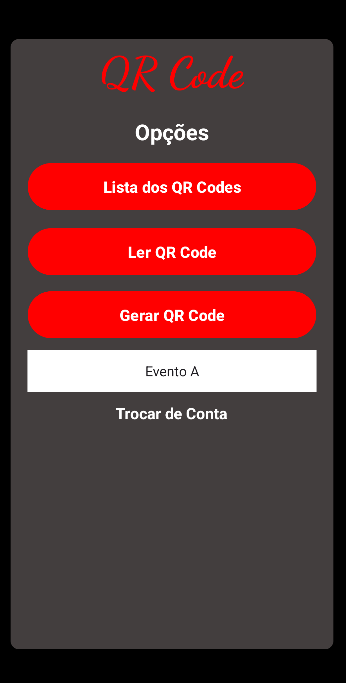 QR Code
Opções
Lista dos QR Codes
Ler QR Code
Gerar QR Code
Evento A
Trocar de Conta